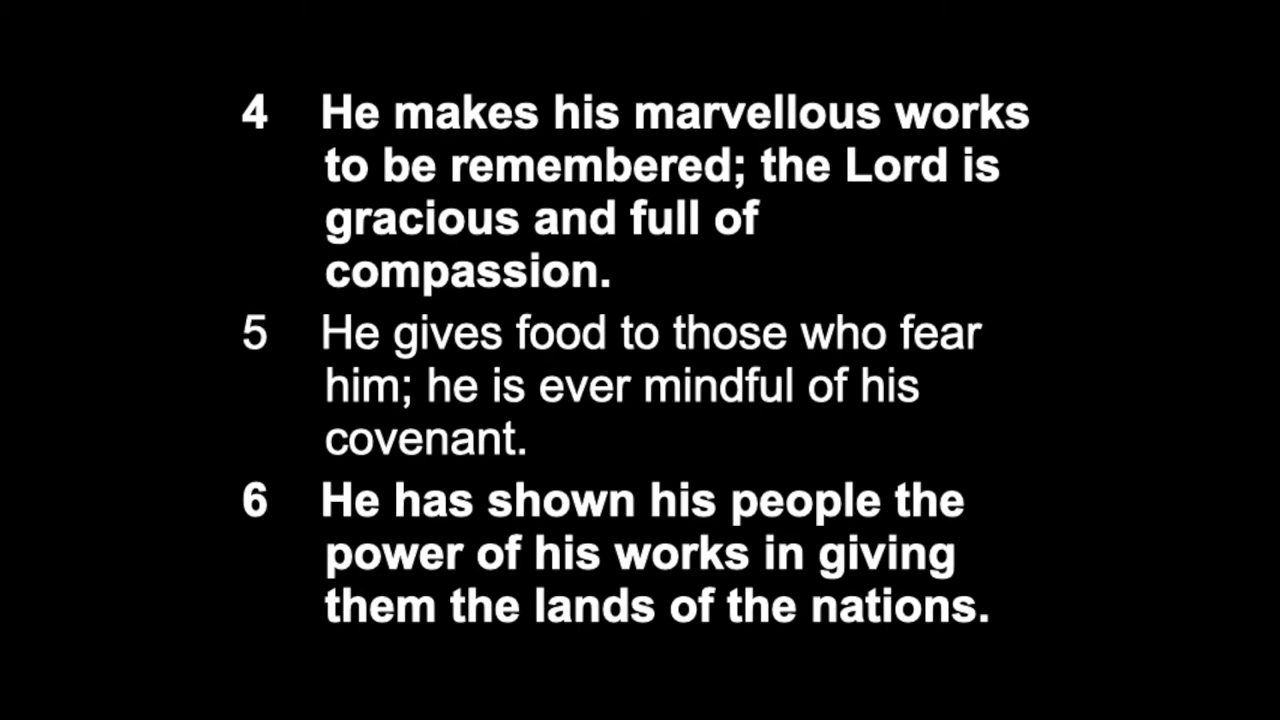 4 He makes his marvellous works
to be remembered; the Lord is
gracious and full of
compassion.
5 He gives food to those who fear
him; he is ever mindful of his
covenant.
6 He has shown his people the
power of his works in giving
them the lands of the nations.